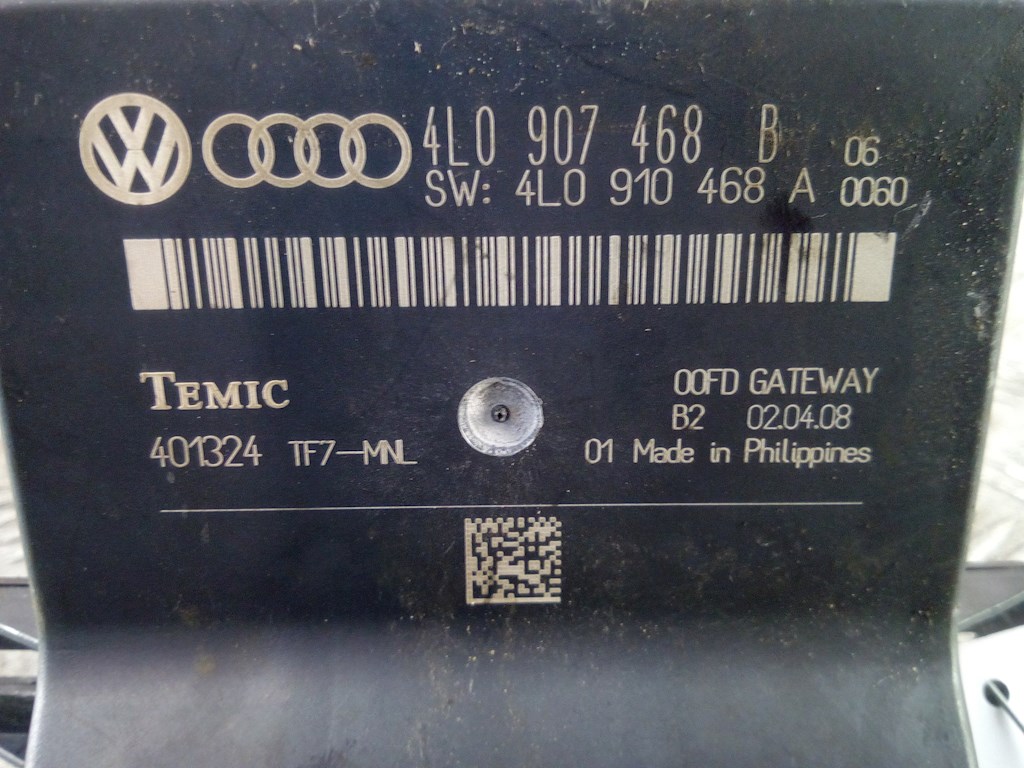 4L0 907 468 B 06
SW: 4L0 910 468 A 0060
TEMIC
00FD GATEWAY
B2 02.04.08
401324 TF7-MNL
01 Made in Philippines